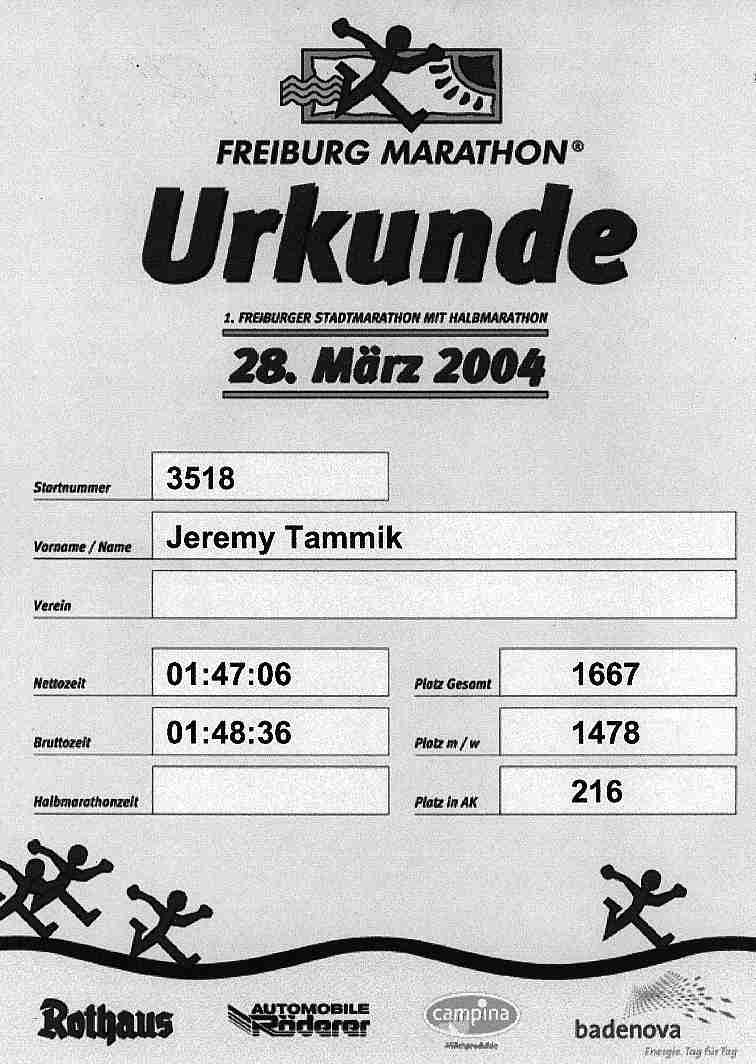 FREIBURG MARATHON®
Urkunde
1. FREIBURGER STADTMARATHON MIT HALBMARATHON
28. März 2004
Startnummer 3518
Vorname / Name Jeremy Tammik
Verein
Nettozeit 01:47:06 Platz Gesamt 1667
Bruttozeit 01:48:36 Platz m / w 1478
Halbmarathonzeit Platz in AK 216
Rothaus AUTOMOBILE Röderer campina Milchprodukte badenova
Energie. Tag für Tag